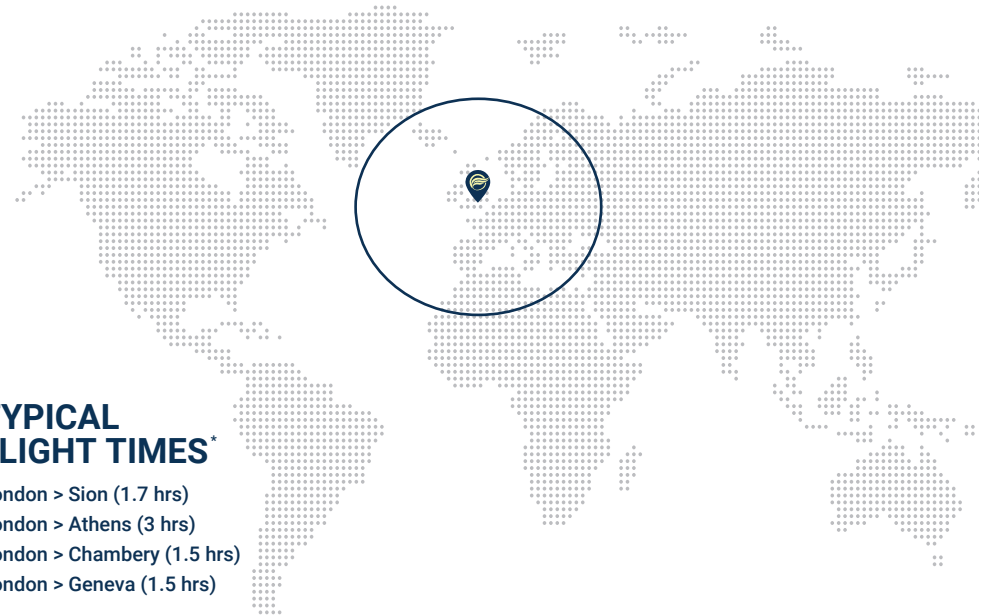 YPICAL
LIGHT TIMES*
ondon > Sion (1.7 hrs)
ondon > Athens (3 hrs)
ondon > Chambery (1.5 hrs)
ondon > Geneva (1.5 hrs)